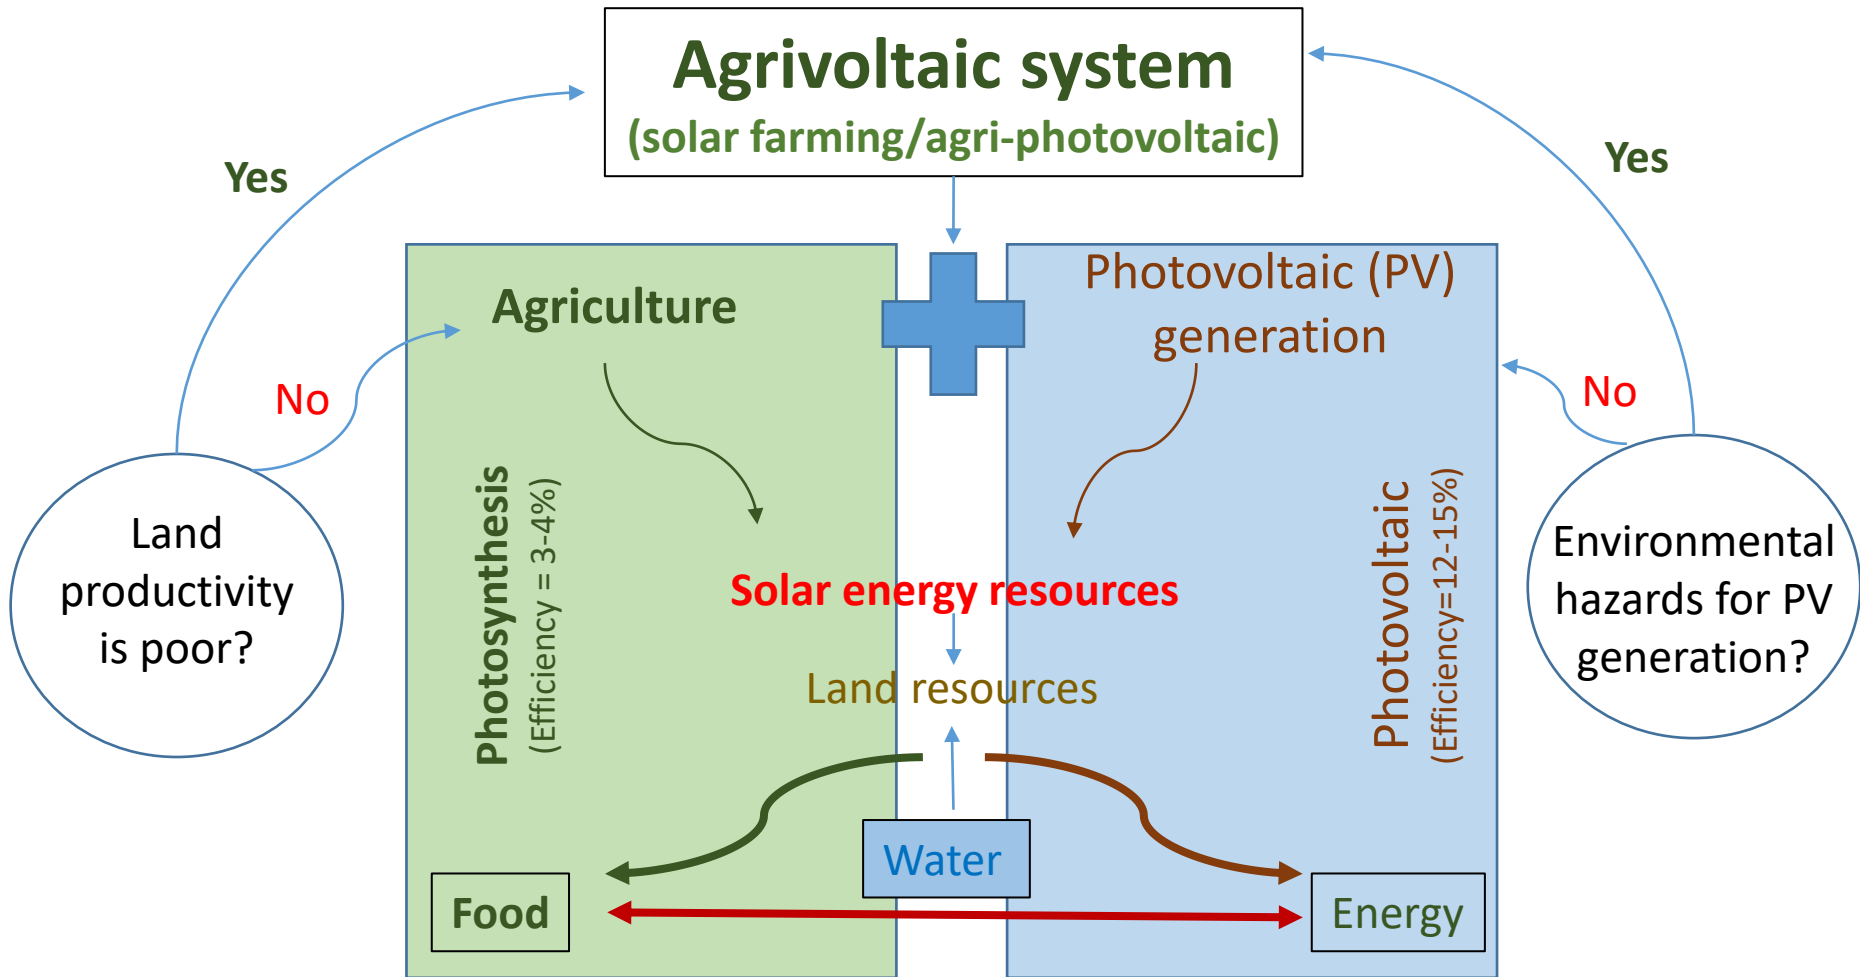 Agrivoltaic system
(solar farming/agri-photovoltaic)
Yes
Yes
Agriculture
Photovoltaic (PV)
generation
No
No
Land
productivity
is poor?
Photosynthesis
(Efficiency = 3-4%)
Solar energy resources
Land resources
Photovoltaic
(Efficiency=12-15%)
Environmental
hazards for PV
generation?
Water
Food
Energy